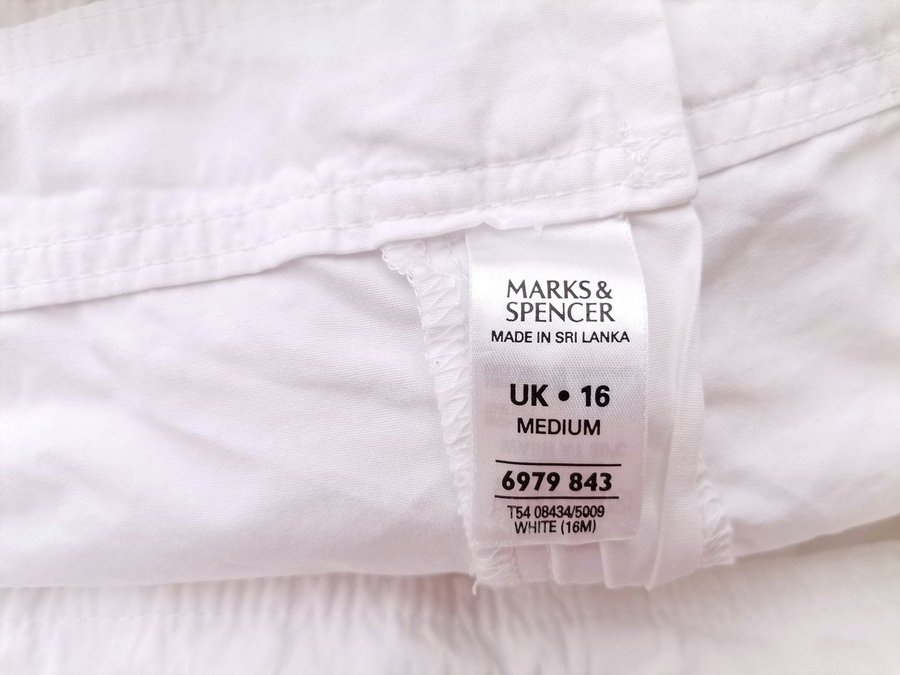 MARKS &
SPENCER
MADE IN SRI LANKA
UK • 16
MEDIUM
6979 843
T54 08434/5009
WHITE (16M)